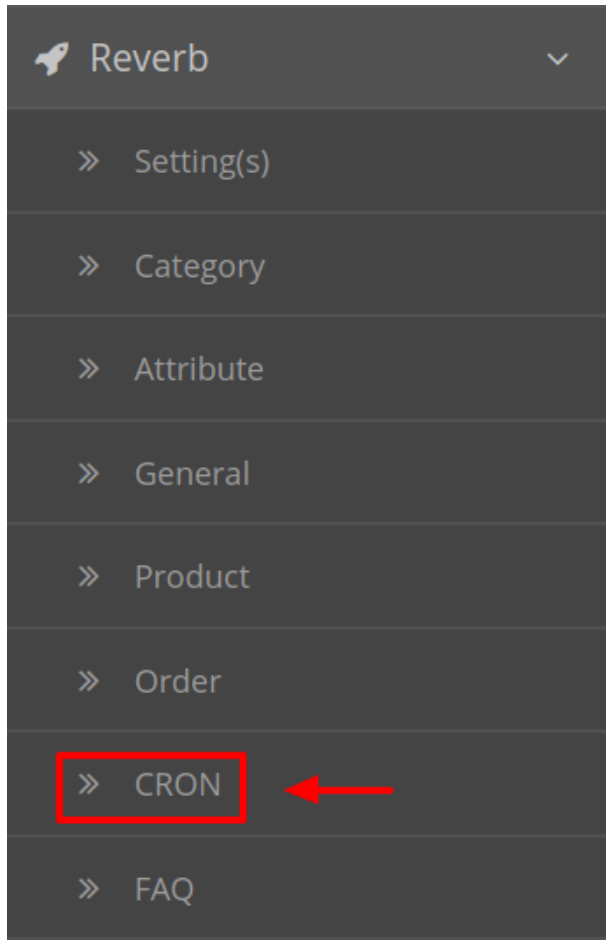 Reverb
Setting(s)
Category
Attribute
General
Product
Order
CRON
FAQ